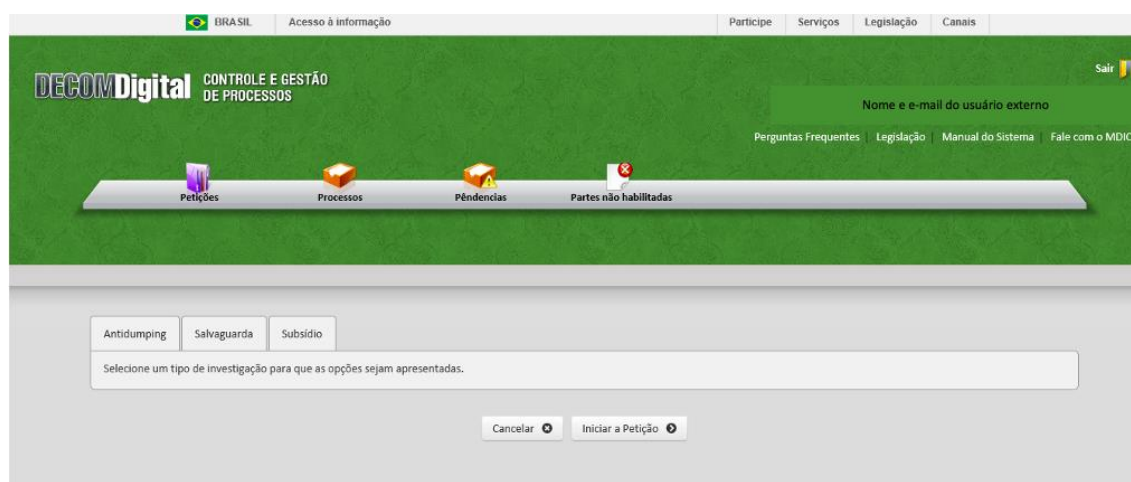 BRASIL Acesso à informação Participe Serviços Legislação Canais
Sair
DECOMDigital CONTROLE E GESTÃO
DE PROCESSOS
Nome e e-mail do usuário externo
Perguntas Frequentes Legislação Manual do Sistema Fale com o MDIC
Petições Processos Pêndencias Partes não habilitadas
Antidumping Salvaguarda Subsídio
Selecione um tipo de investigação para que as opções sejam apresentadas.
Cancelar Iniciar a Petição